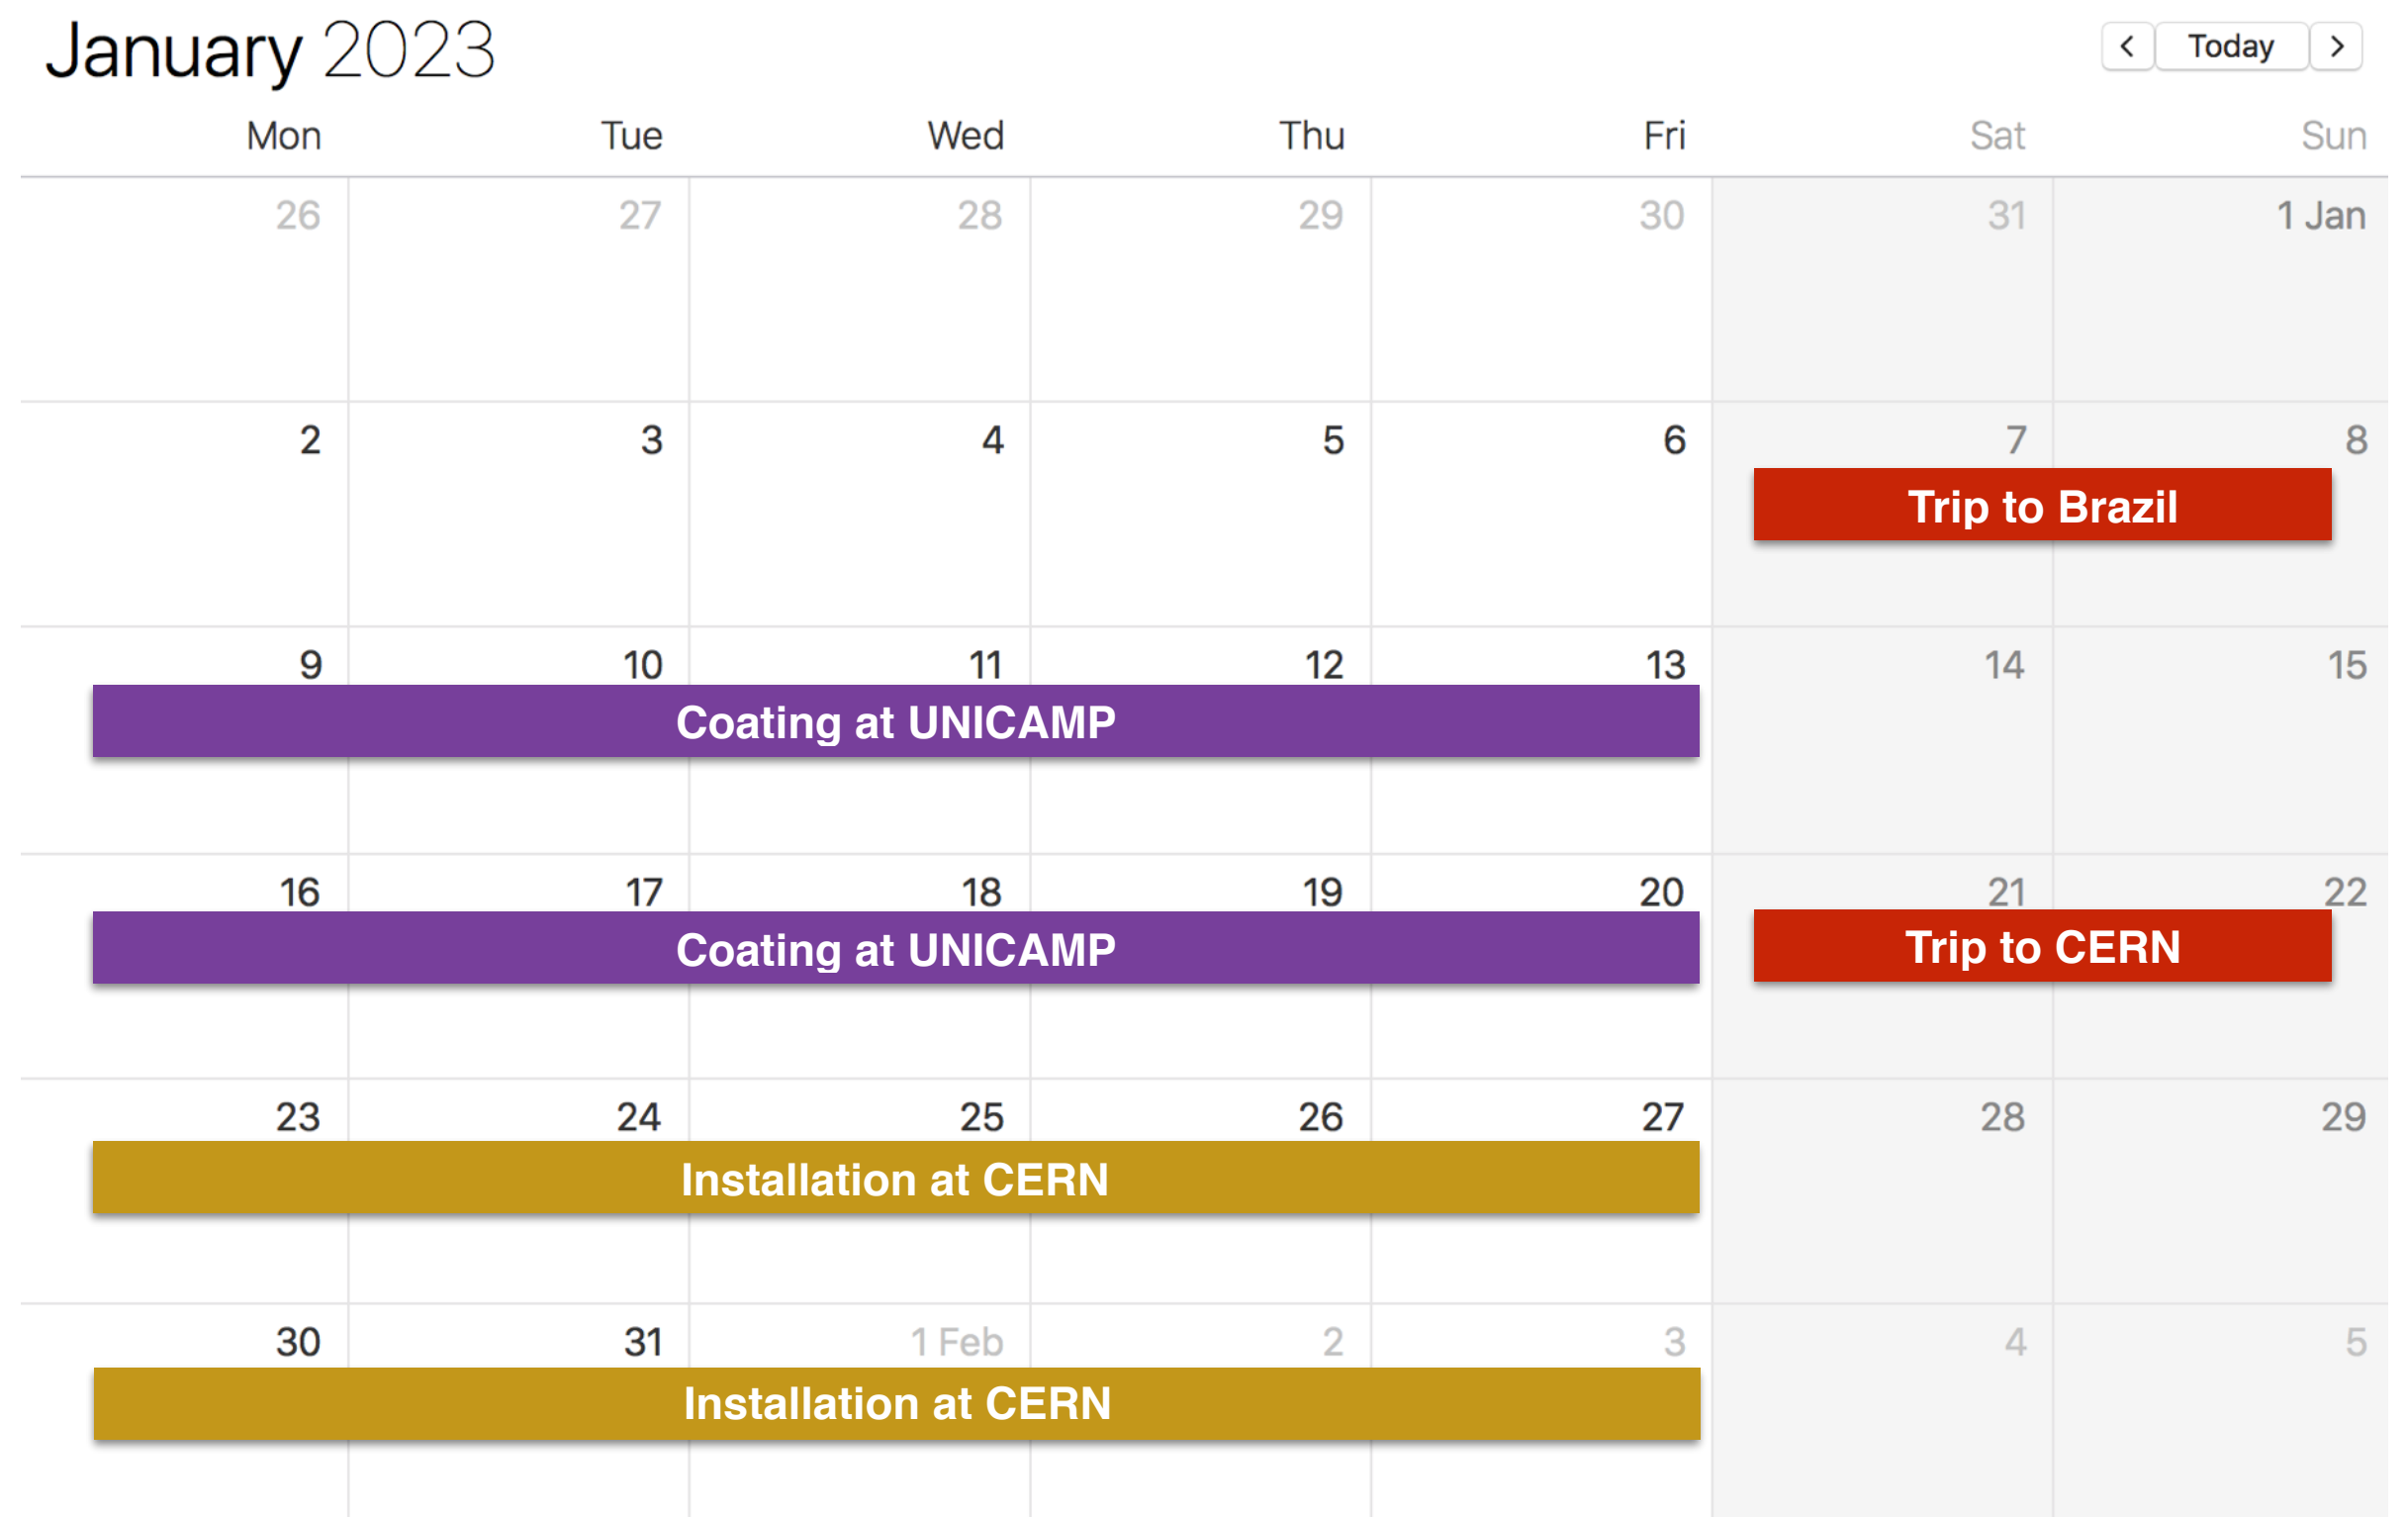 January 2023
< Today >
Mon Tue Wed Thu Fri Sat Sun
26 27 28 29 30 31 1 Jan
2 3 4 5 6 7 8
Trip to Brazil
9 10 11 12 13 14 15
Coating at UNICAMP
16 17 18 19 20 21 22
Coating at UNICAMP Trip to CERN
23 24 25 26 27 28 29
Installation at CERN
30 31 1 Feb 2 3 4 5
Installation at CERN